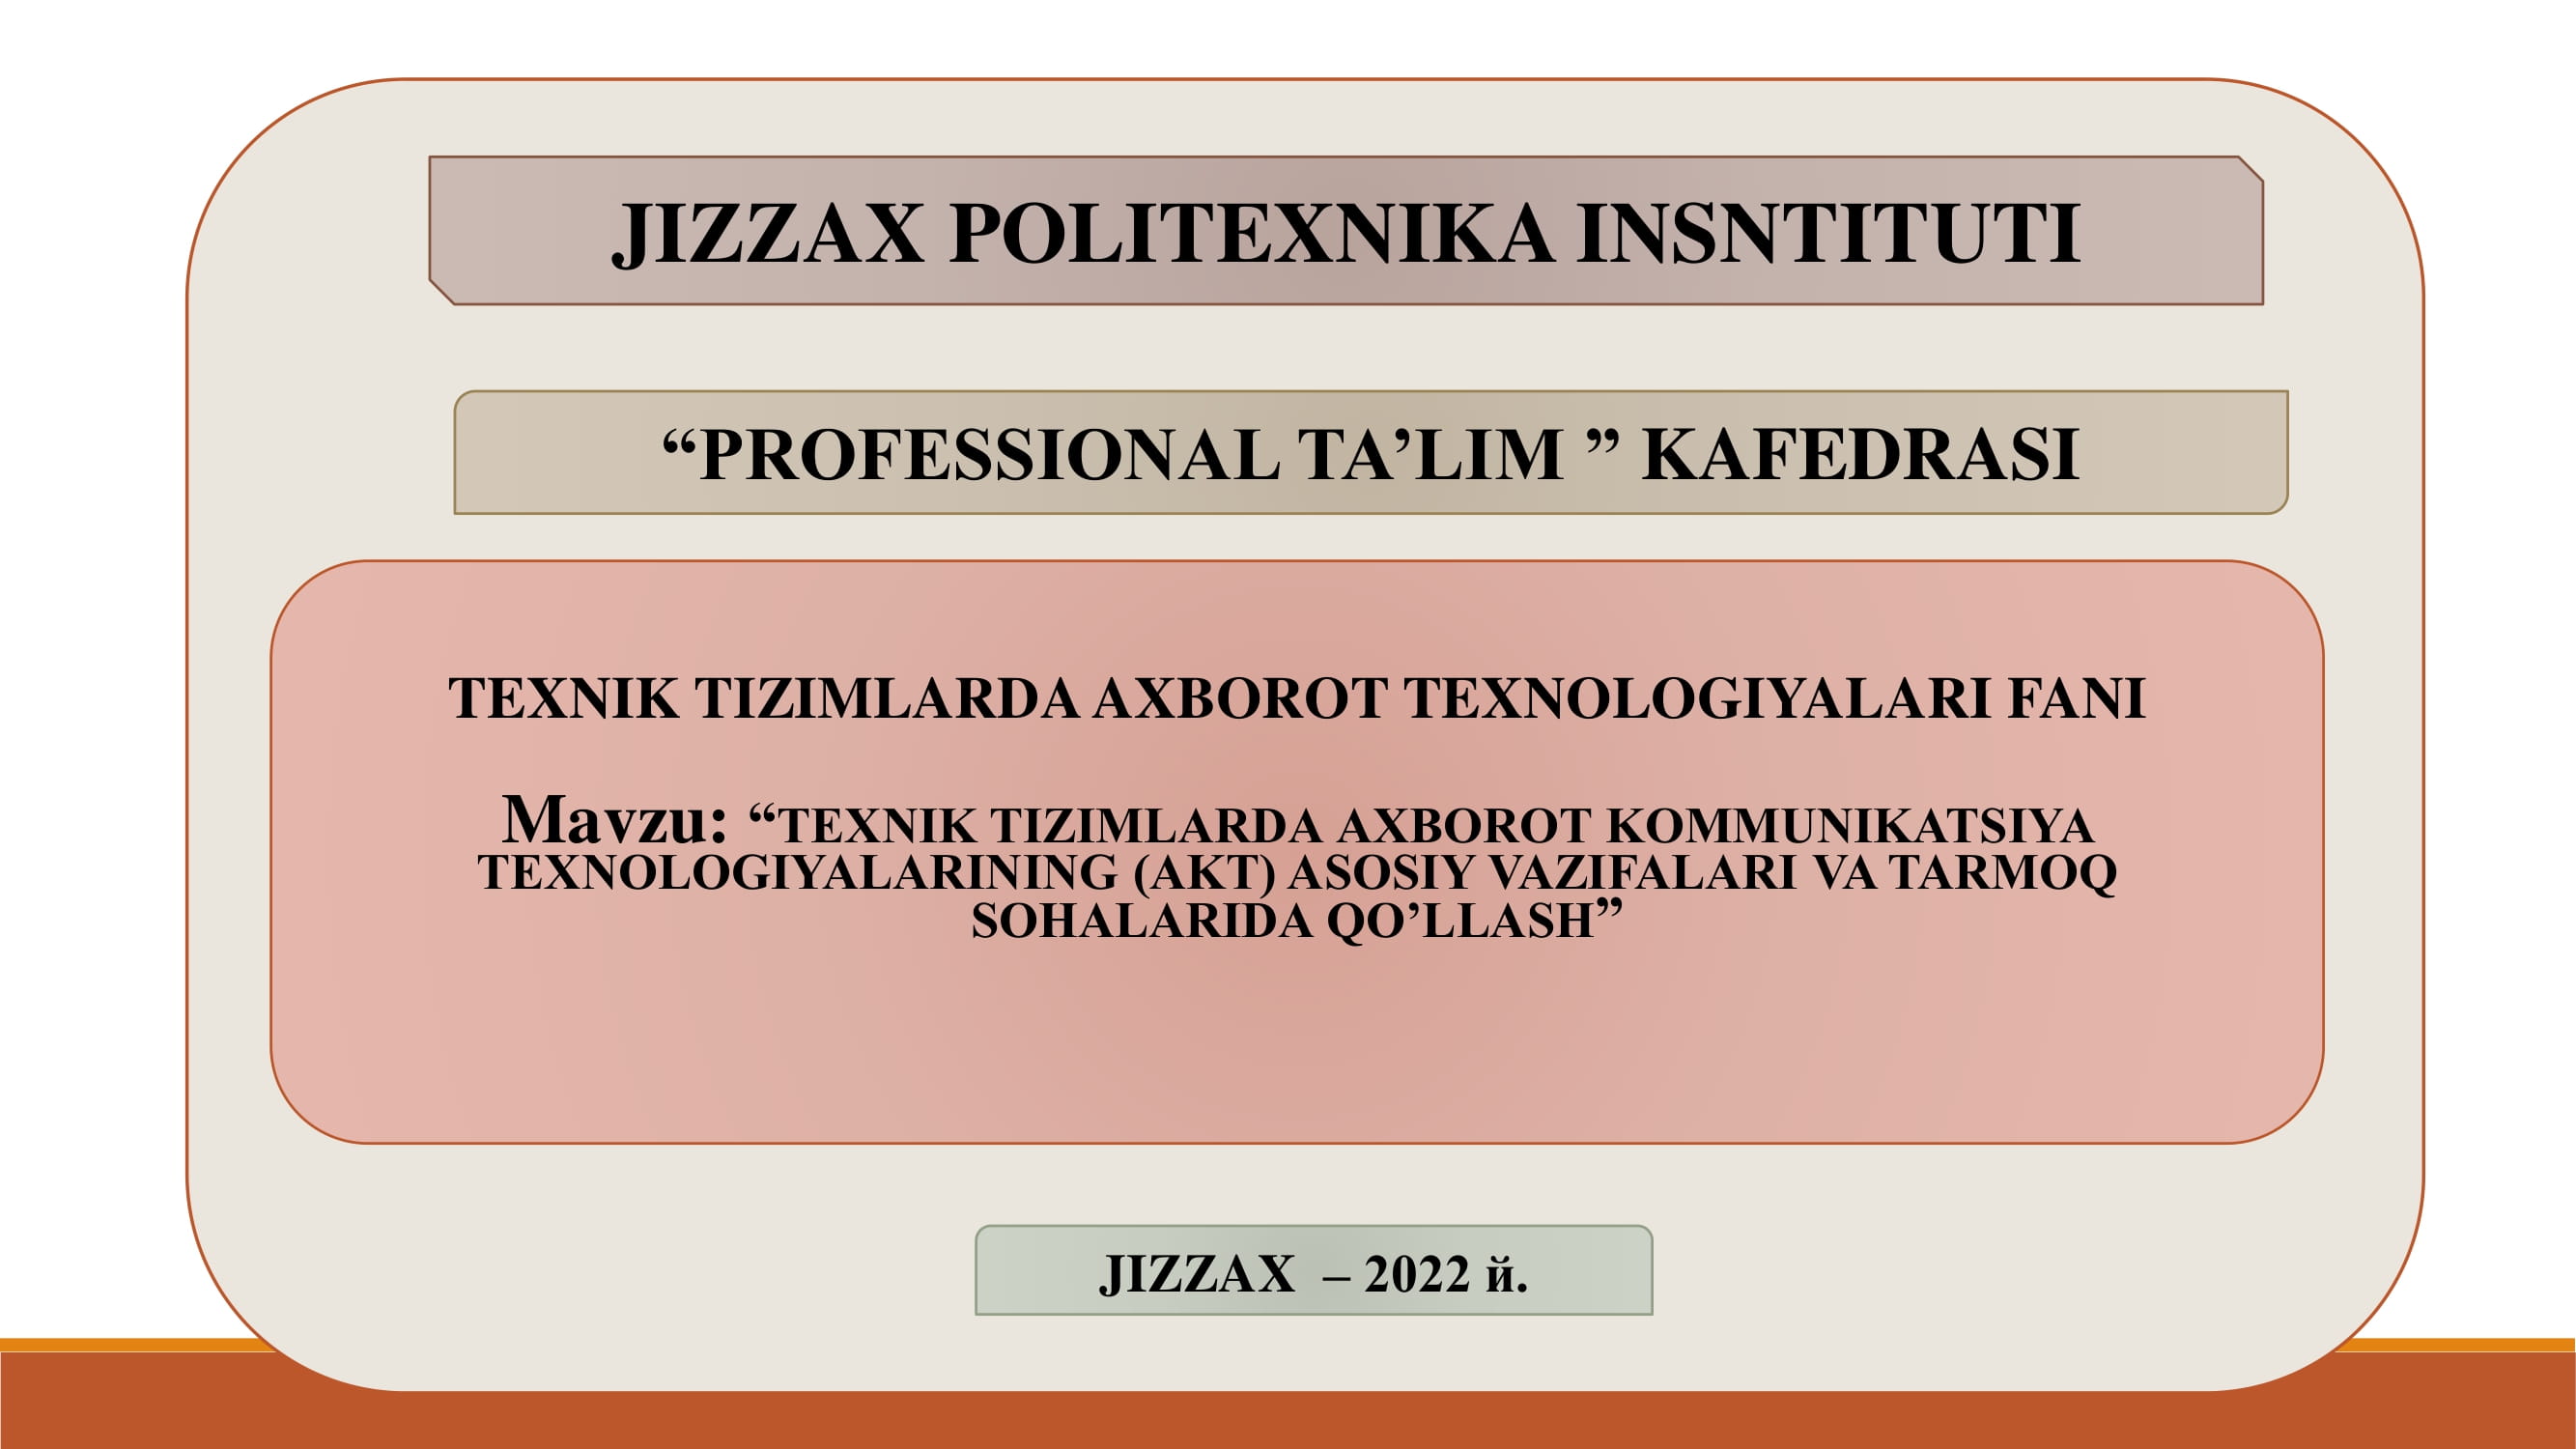 JIZZAX POLITEXNIKA INSNTITUTI
“PROFESSIONAL TA’LIM ” KAFEDRASI
TEXNIK TIZIMLARDA AXBOROT TEXNOLOGIYALARI FANI
Mavzu: “TEXNIK TIZIMLARDA AXBOROT KOMMUNIKATSIYA
TEXNOLOGIYALARINING (AKT) ASOSIY VAZIFALARI VA TARMOQ
SOHALARIDA QO’LLASH”
JIZZAX – 2022 й.